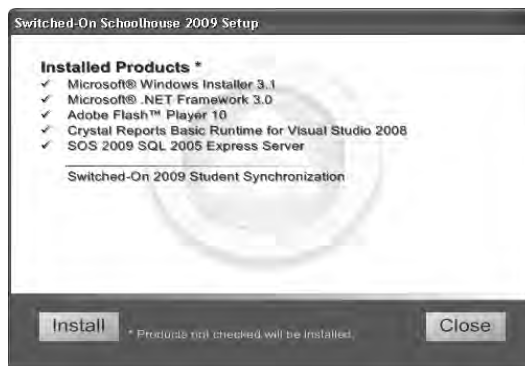 Switched-On Schoolhouse 2009 Setup
Installed Products *
✓ Microsoft® Windows Installer 3.1
✓ Microsoft® .NET Framework 3.0
✓ Adobe Flash™ Player 10
✓ Crystal Reports Basic Runtime for Visual Studio 2008
✓ SOS 2009 SQL 2005 Express Server
Switched-On 2009 Student Synchronization
Install * Products not checked will be installed. Close